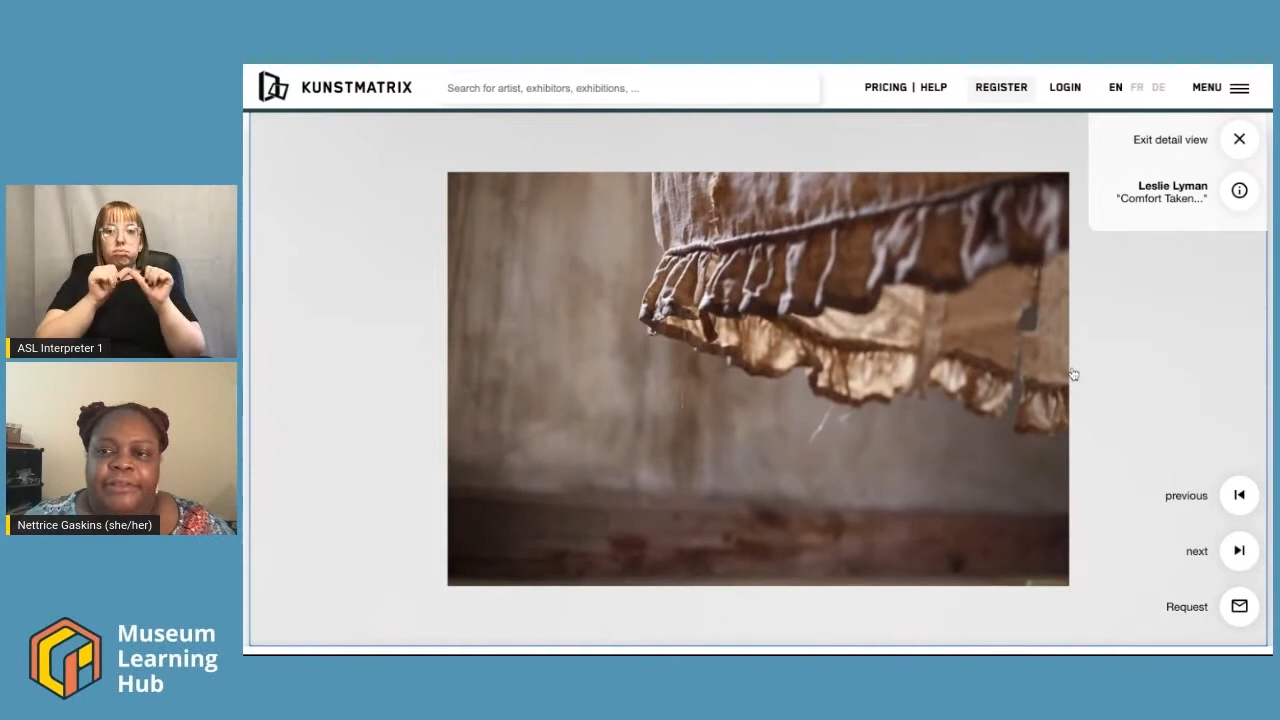 KUNSTMATRIX
Search for artist, exhibitors, exhibitions, ...
PRICING | HELP
REGISTER
LOGIN
EN FR DE
MENU
Exit detail view
Leslie Lyman
"Comfort Taken..."
ASL Interpreter 1
Nettrice Gaskins (she/her)
previous
next
Request
Museum
Learning
Hub